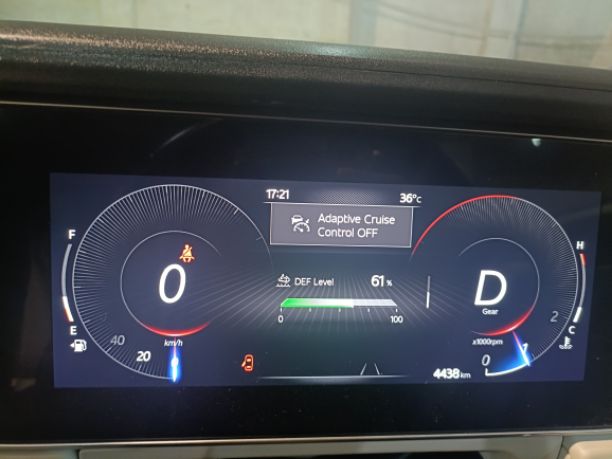 17:21
36°c
Adaptive Cruise
Control OFF
F
H
0
DEF Level
61 %
D
Gear
0
100
E
C
40
20
0
km/h
x1000rpm
2
1
0
4438 km